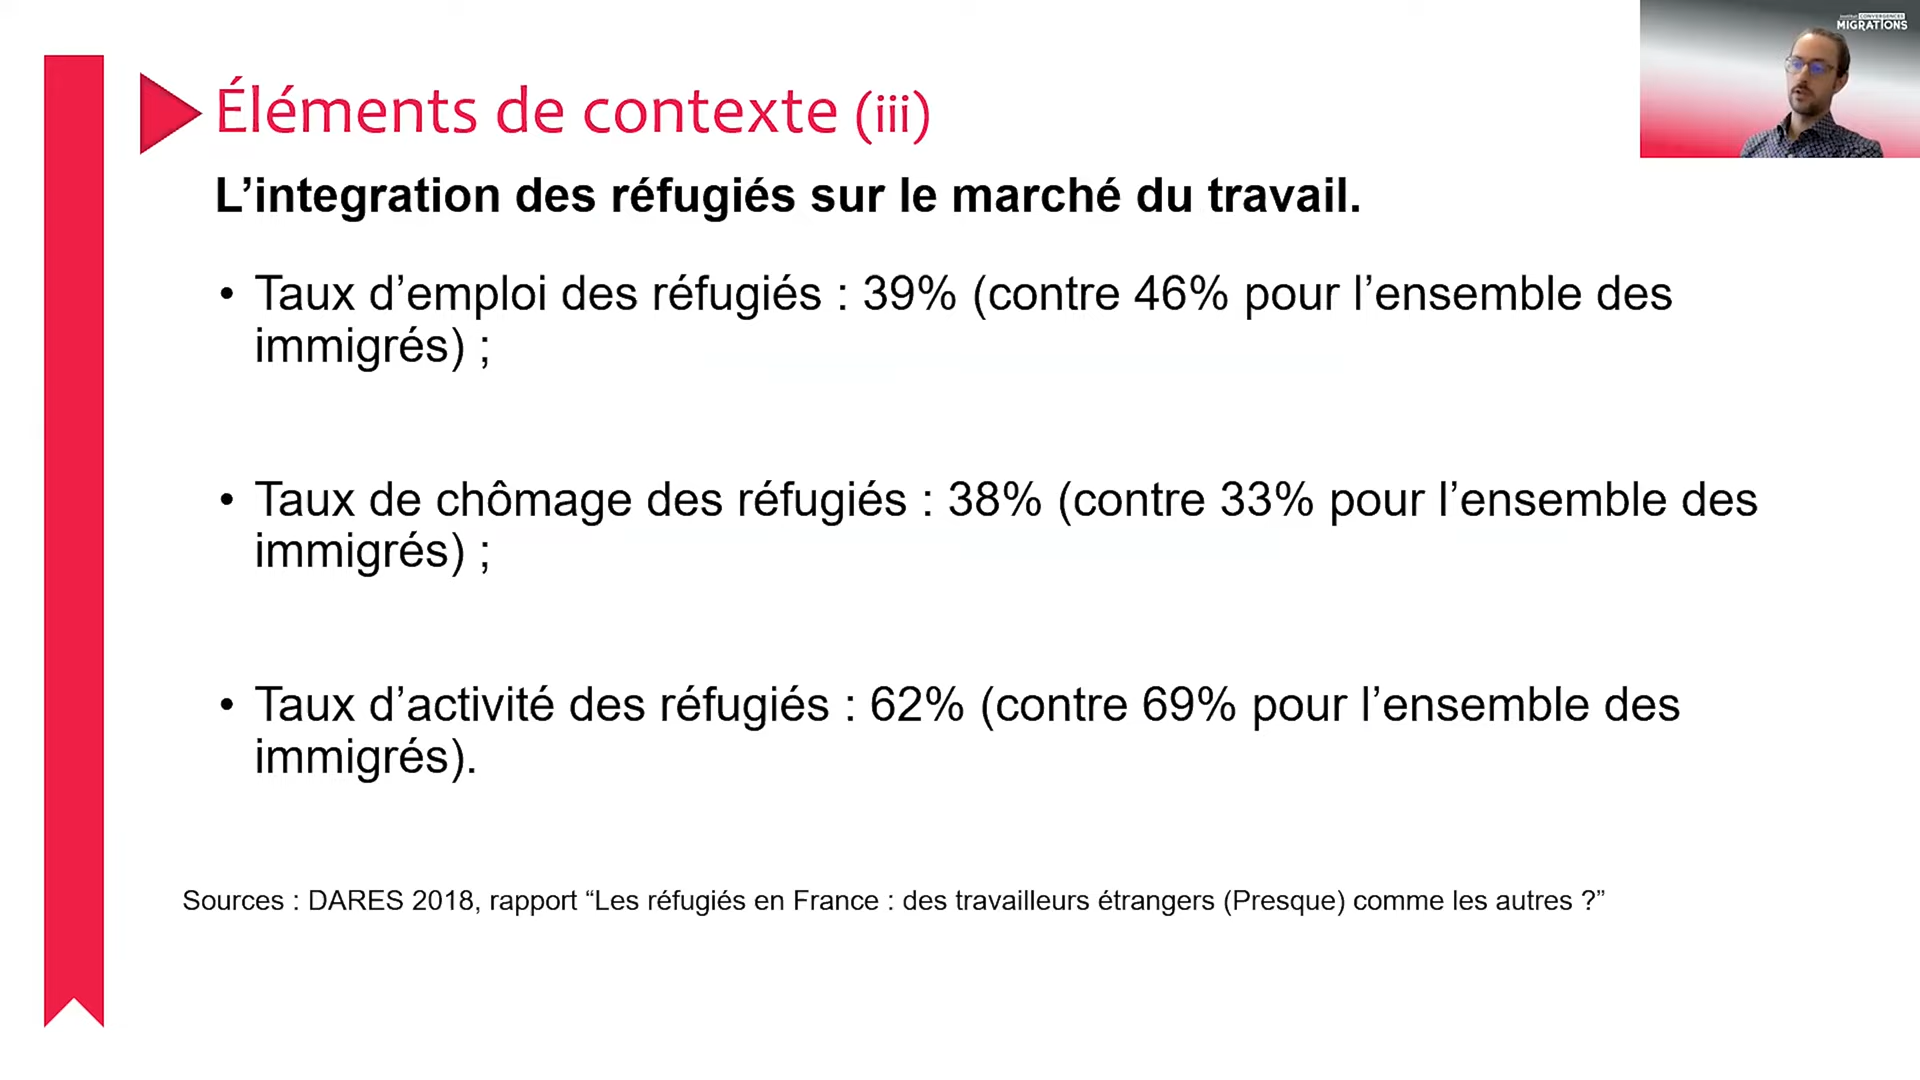 INSTITUT CONVERGENCES
MIGRATIONS
Éléments de contexte (iii)
L’integration des réfugiés sur le marché du travail.
• Taux d’emploi des réfugiés : 39% (contre 46% pour l’ensemble des
immigrés) ;
• Taux de chômage des réfugiés : 38% (contre 33% pour l’ensemble des
immigrés) ;
• Taux d’activité des réfugiés : 62% (contre 69% pour l’ensemble des
immigrés).
Sources : DARES 2018, rapport “Les réfugiés en France : des travailleurs étrangers (Presque) comme les autres ?”